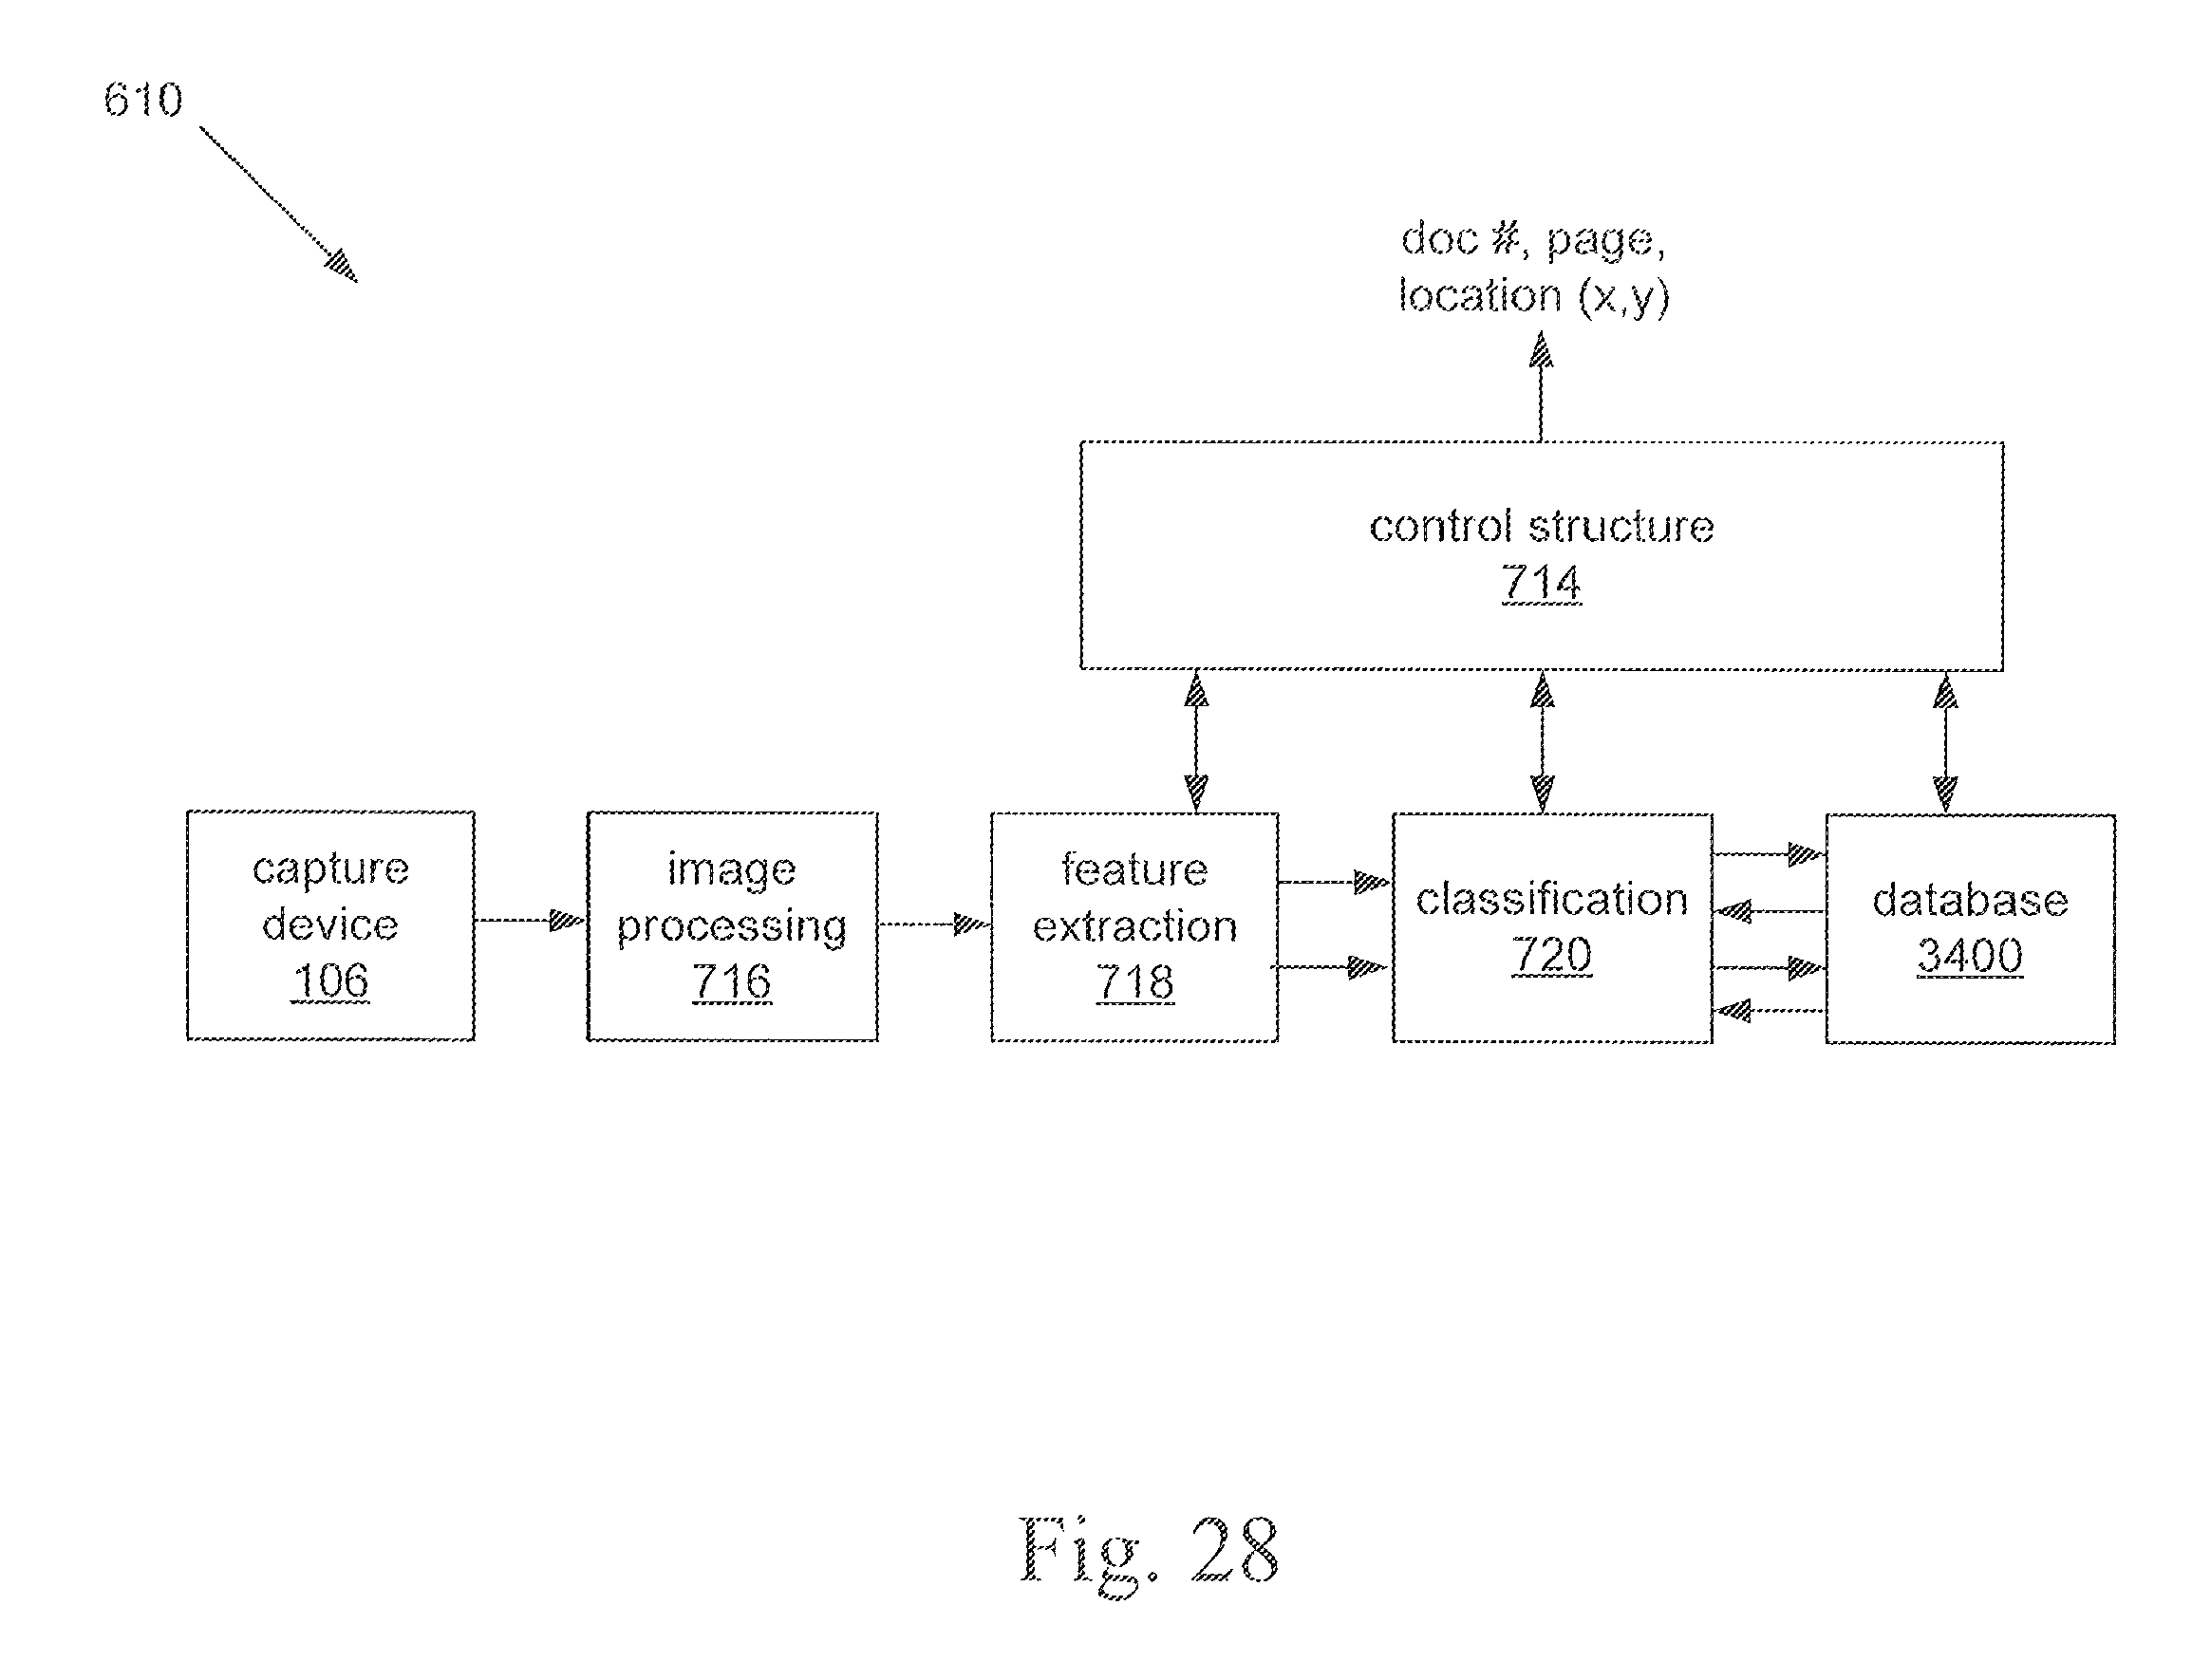 610
doc #, page,
location (x,y)
control structure
714
capture
device
106
image
processing
716
feature
extraction
718
classification
720
database
3400
Fig. 28